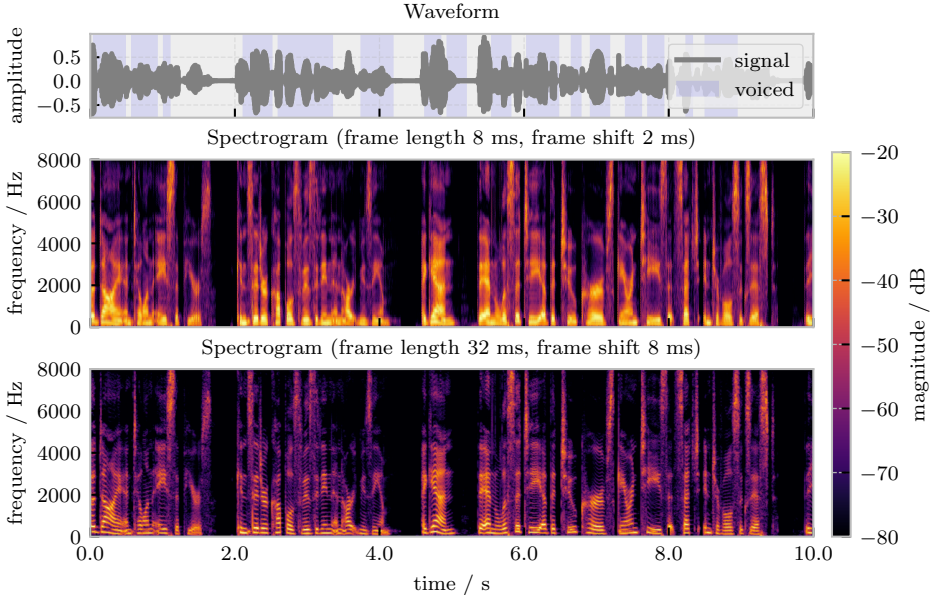 Waveform
amplitude
0.5
0.0
−0.5
signal
voiced
Spectrogram (frame length 8 ms, frame shift 2 ms)
frequency / Hz
8000
6000
4000
2000
0
Spectrogram (frame length 32 ms, frame shift 8 ms)
frequency / Hz
8000
6000
4000
2000
0
0.0 2.0 4.0 6.0 8.0 10.0
time / s
−20
−30
−40
−50
−60
−70
−80
magnitude / dB